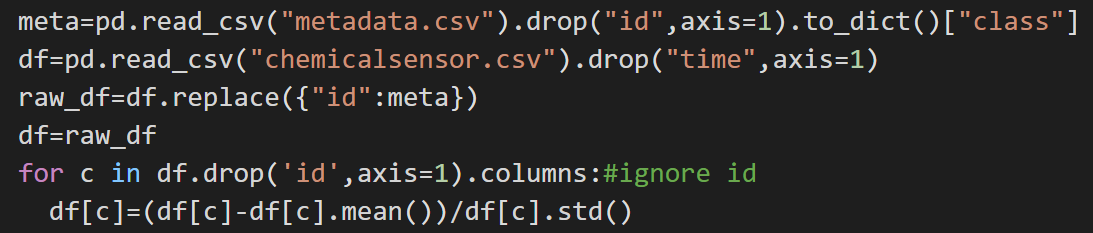 meta=pd.read_csv("metadata.csv").drop("id",axis=1).to_dict()["class"]
df=pd.read_csv("chemicalsensor.csv").drop("time",axis=1)
raw_df=df.replace({"id":meta})
df=raw_df
for c in df.drop('id',axis=1).columns:#ignore id
  df[c]=(df[c]-df[c].mean())/df[c].std()